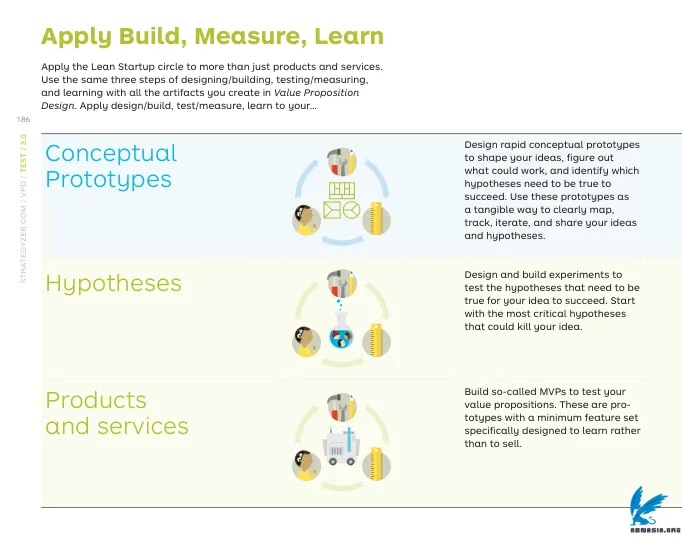 Apply Build, Measure, Learn
Apply the Lean Startup circle to more than just products and services.
Use the same three steps of designing/building, testing/measuring,
and learning with all the artifacts you create in Value Proposition
Design. Apply design/build, test/measure, learn to your...
186
STRATEGYZER.COM / VPD / TEST / 3.0
Conceptual
Prototypes
Design rapid conceptual prototypes
to shape your ideas, figure out
what could work, and identify which
hypotheses need to be true to
succeed. Use these prototypes as
a tangible way to clearly map,
track, iterate, and share your ideas
and hypotheses.
Hypotheses
Design and build experiments to
test the hypotheses that need to be
true for your idea to succeed. Start
with the most critical hypotheses
that could kill your idea.
Products
and services
Build so-called MVPs to test your
value propositions. These are pro-
totypes with a minimum feature set
specifically designed to learn rather
than to sell.
ABNASIA.ORG